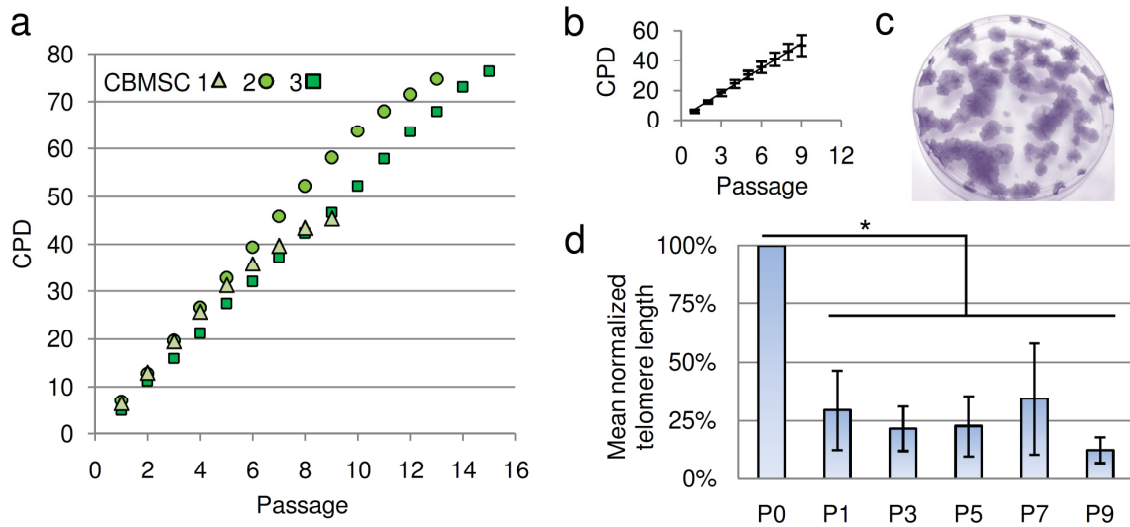 a
80
70
60
50
40
30
20
10
0
CPD
CBMSC 1 2 3
0 2 4 6 8 10 12 14 16
Passage
b
60
40
20
0
CPD
0 3 6 9 12
Passage
c
d
100%
75%
50%
25%
0%
Mean normalized
telomere length
*
P0 P1 P3 P5 P7 P9